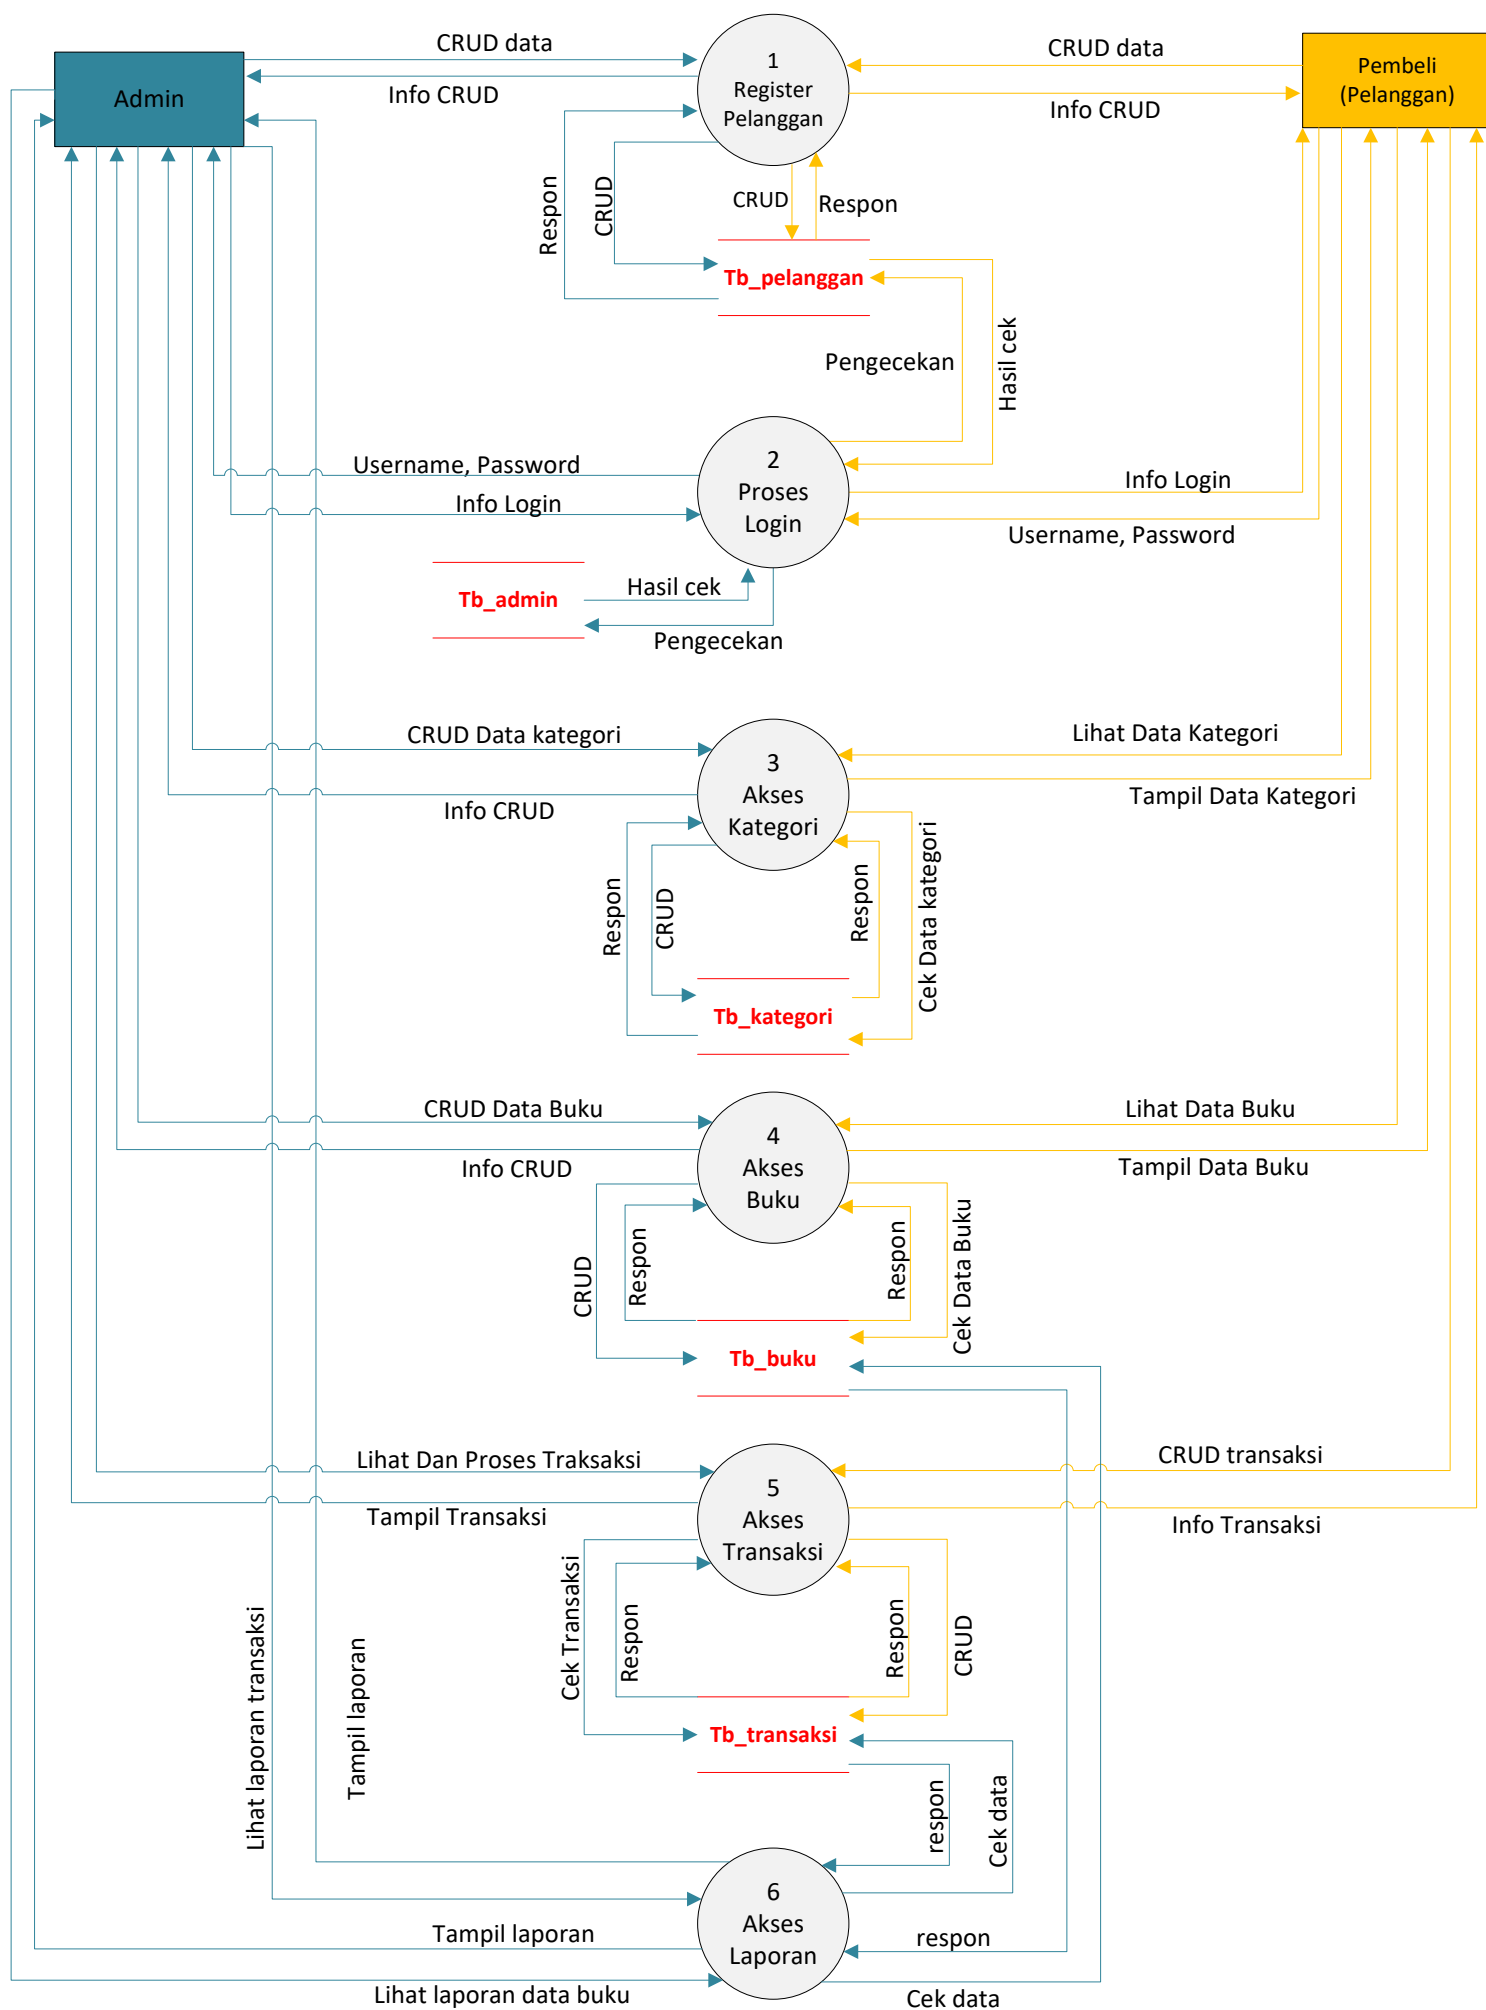 CRUD data
Info CRUD
Admin
1
Register
Pelanggan
CRUD data
Info CRUD
Pembeli
(Pelanggan)
Respon
CRUD
CRUD
Respon
Tb_pelanggan
Pengecekan
Hasil cek
Username, Password
Info Login
2
Proses
Login
Info Login
Username, Password
Tb_admin
Hasil cek
Pengecekan
CRUD Data kategori
Info CRUD
3
Akses
Kategori
Lihat Data Kategori
Tampil Data Kategori
Respon
CRUD
Respon
Cek Data kategori
Tb_kategori
CRUD Data Buku
Info CRUD
4
Akses
Buku
Lihat Data Buku
Tampil Data Buku
CRUD
Respon
Respon
Cek Data Buku
Tb_buku
Lihat Dan Proses Traksaksi
Tampil Transaksi
5
Akses
Transaksi
CRUD transaksi
Info Transaksi
Cek Transaksi
Respon
Respon
CRUD
Tb_transaksi
Lihat laporan transaksi
Tampil laporan
respon
Cek data
6
Akses
Laporan
Tampil laporan
Lihat laporan data buku
respon
Cek data